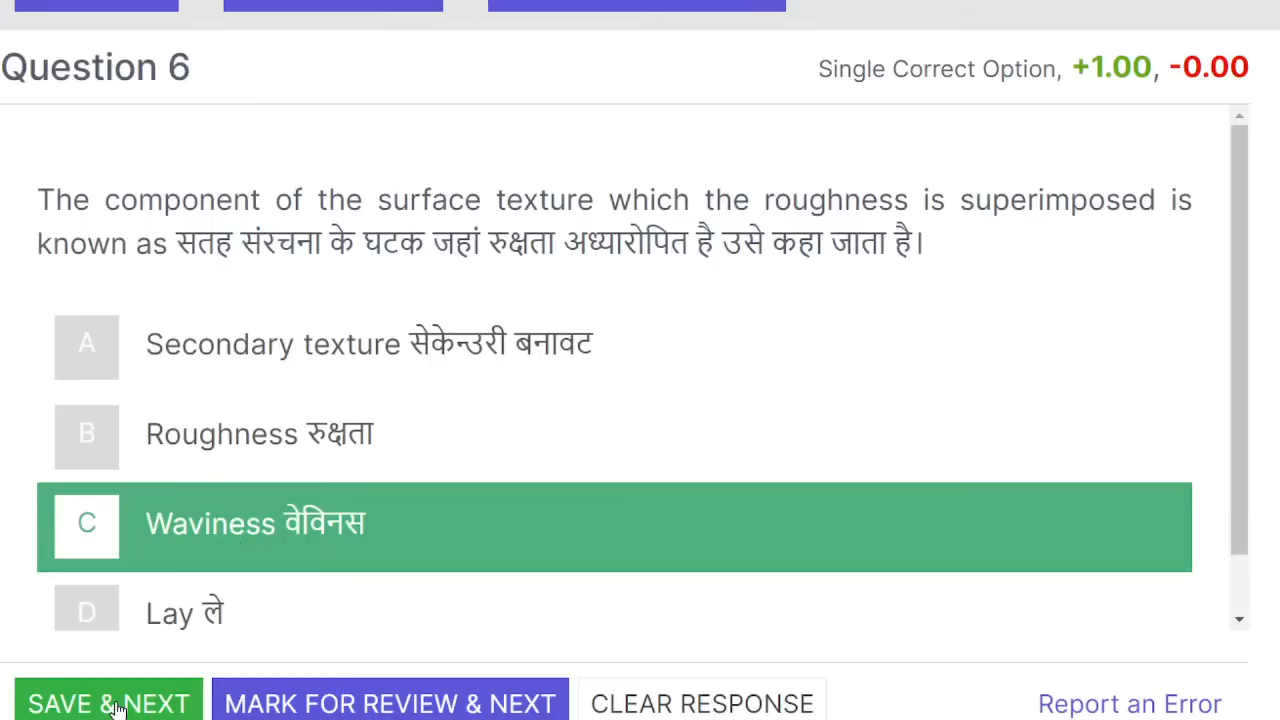 Question 6
Single Correct Option, +1.00, -0.00
The component of the surface texture which the roughness is superimposed is
known as सतह संरचना के घटक जहां रुक्षता अध्यारोपित है उसे कहा जाता है।
A
Secondary texture सेकेन्उरी बनावट
B
Roughness रुक्षता
C
Waviness वेविनस
D
Lay ले
SAVE & NEXT
MARK FOR REVIEW & NEXT
CLEAR RESPONSE
Report an Error